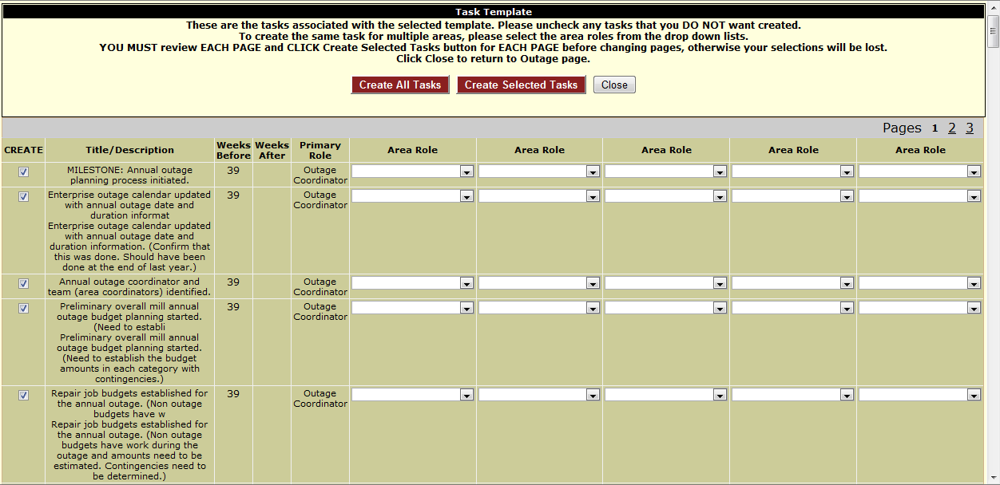 Task Template
These are the tasks associated with the selected template. Please uncheck any tasks that you DO NOT want created.
To create the same task for multiple areas, please select the area roles from the drop down lists.
YOU MUST review EACH PAGE and CLICK Create Selected Tasks button for EACH PAGE before changing pages, otherwise your selections will be lost.
Click Close to return to Outage page.
Create All Tasks Create Selected Tasks Close
Pages 1 2 3
CREATE Title/Description Weeks Before Weeks After Primary Role Area Role Area Role Area Role Area Role Area Role
MILESTONE: Annual outage 39 Outage
planning process initiated. Coordinator
Enterprise outage calendar updated 39 Outage
with annual outage date and Coordinator
duration informat
Enterprise outage calendar updated
with annual outage date and
duration information. (Confirm that
this was done. Should have been
done at the end of last year.)
Annual outage coordinator and 39 Outage
team (area coordinators) identified. Coordinator
Preliminary overall mill annual 39 Outage
outage budget planning started. Coordinator
(Need to establi
Preliminary overall mill annual
outage budget planning started.
(Need to establish the budget
amounts in each category with
contingencies.)
Repair job budgets established for 39 Outage
the annual outage. (Non outage Coordinator
budgets have w
Repair job budgets established for
the annual outage. (Non outage
budgets have work during the
outage and amounts need to be
estimated. Contingencies need to
be determined.)